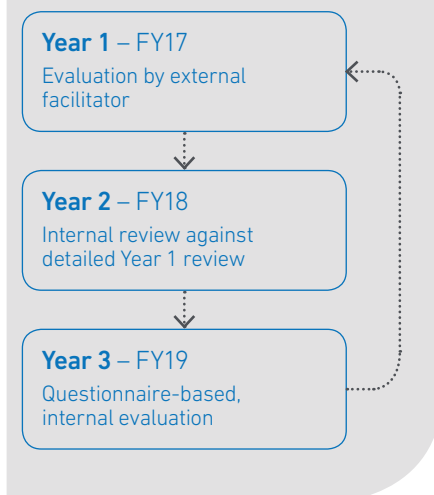 Year 1 – FY17
Evaluation by external
facilitator
Year 2 – FY18
Internal review against
detailed Year 1 review
Year 3 – FY19
Questionnaire-based,
internal evaluation